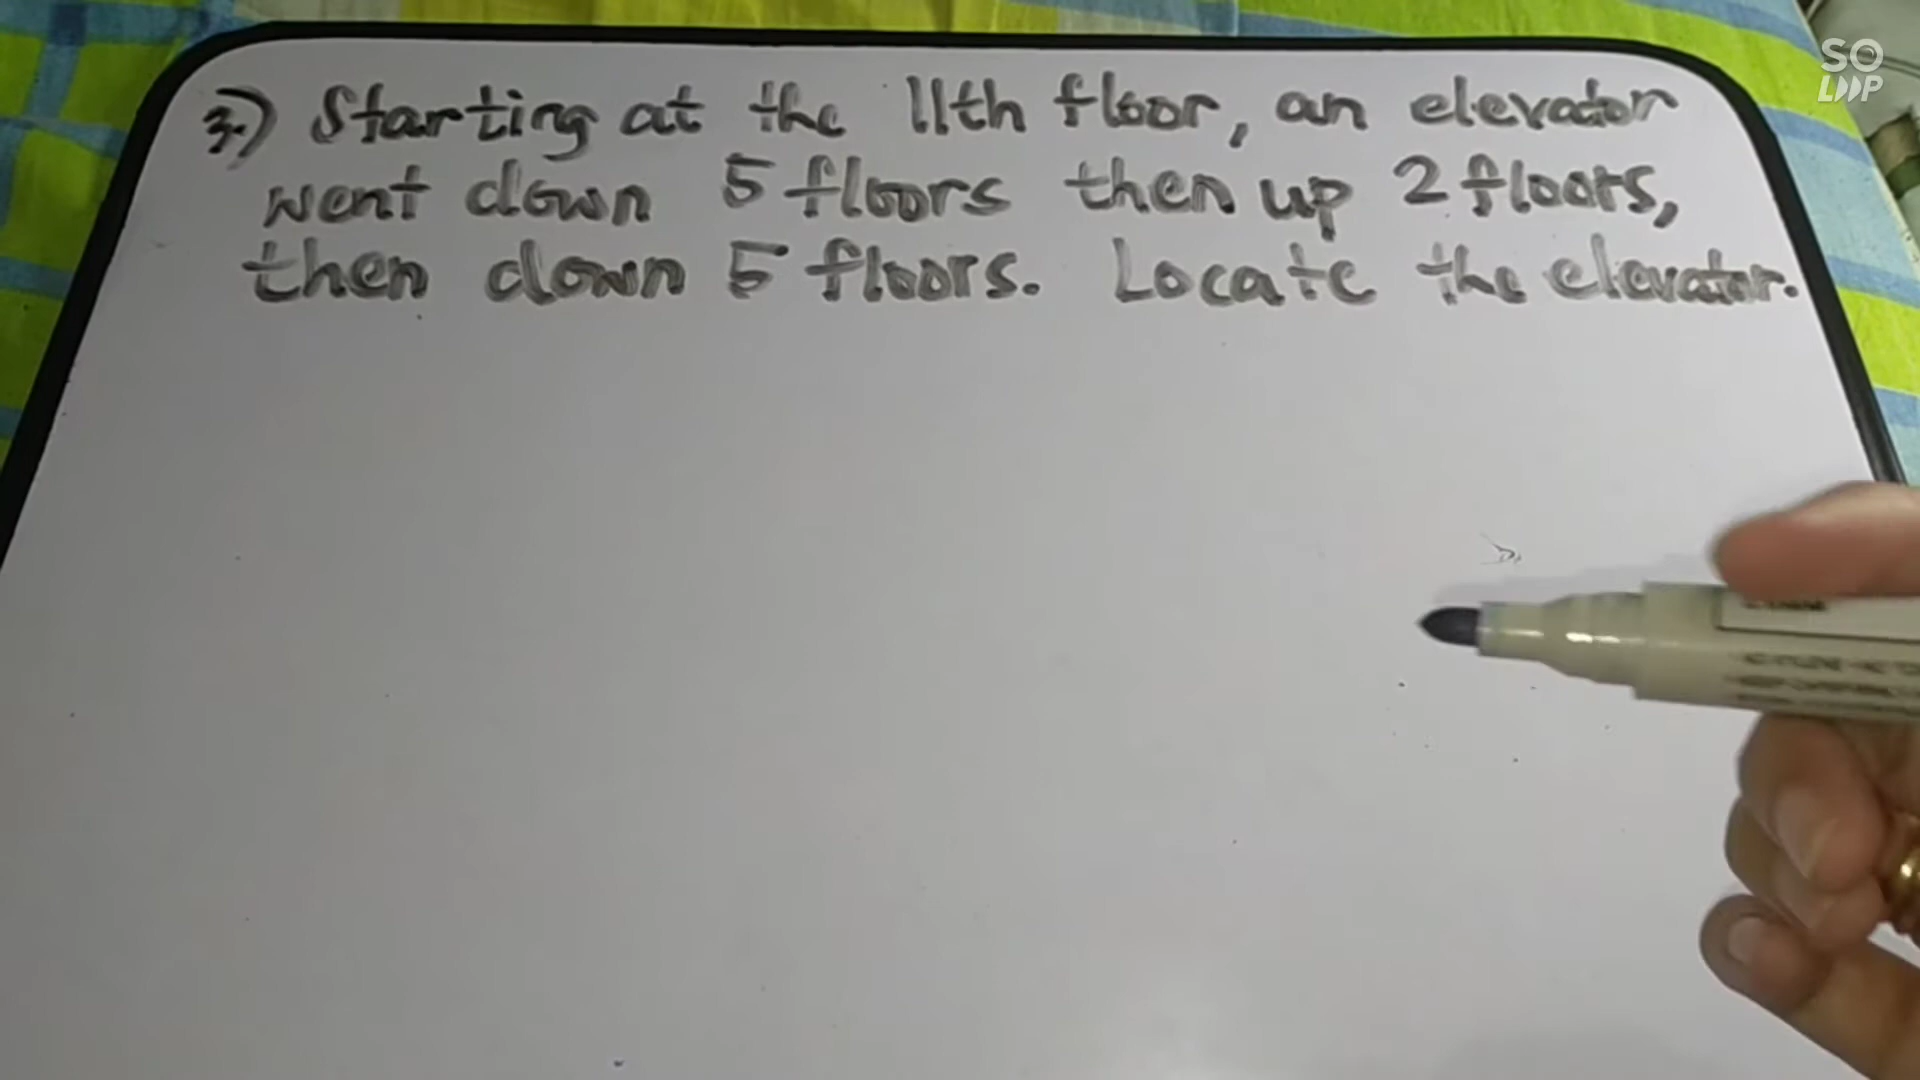 3.) Starting at the 11th floor, an elevator
went down 5 floors then up 2 floors,
then down 5 floors. Locate the elevator.
SO
LOOP